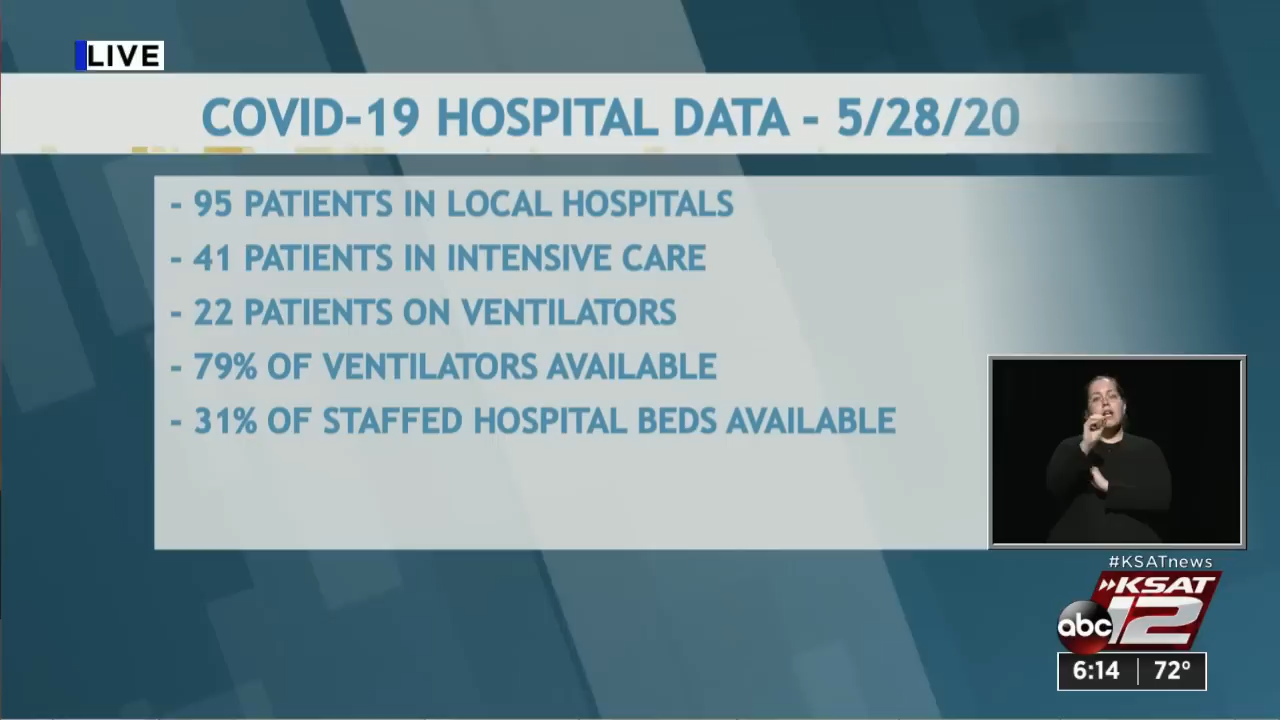 LIVE
COVID-19 HOSPITAL DATA - 5/28/20
- 95 PATIENTS IN LOCAL HOSPITALS
- 41 PATIENTS IN INTENSIVE CARE
- 22 PATIENTS ON VENTILATORS
- 79% OF VENTILATORS AVAILABLE
- 31% OF STAFFED HOSPITAL BEDS AVAILABLE
#KSATnews
KSAT
abc 12
6:14 72°